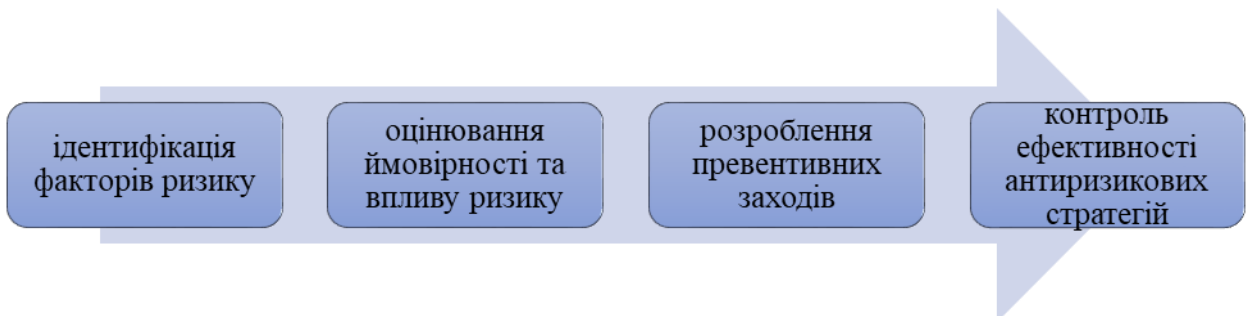 ідентифікація
факторів ризику
оцінювання
ймовірності та
впливу ризику
розроблення
превентивних
заходів
контроль
ефективності
антиризикових
стратегій